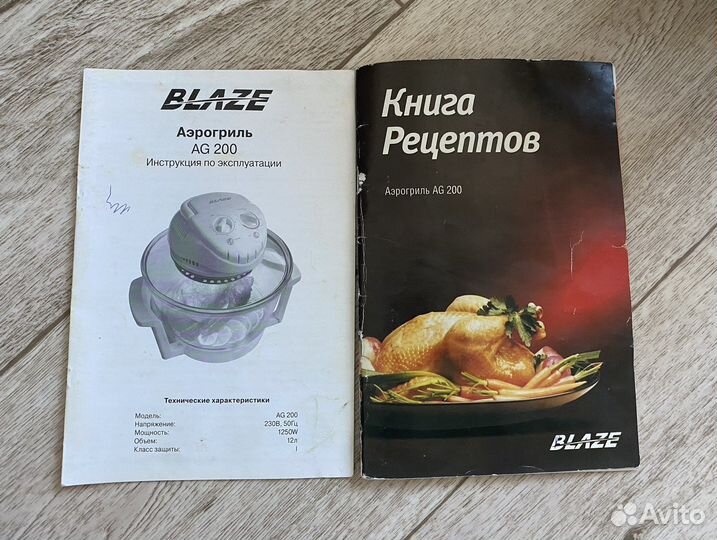 BLAZE
Аэрогриль
AG 200
Инструкция по эксплуатации
BLAZE
Технические характеристики
Модель: AG 200
Напряжение: 230В, 50Гц
Мощность: 1250W
Объем: 12л
Класс защиты: I
Книга
Рецептов
Аэрогриль AG 200
BLAZE
Avito